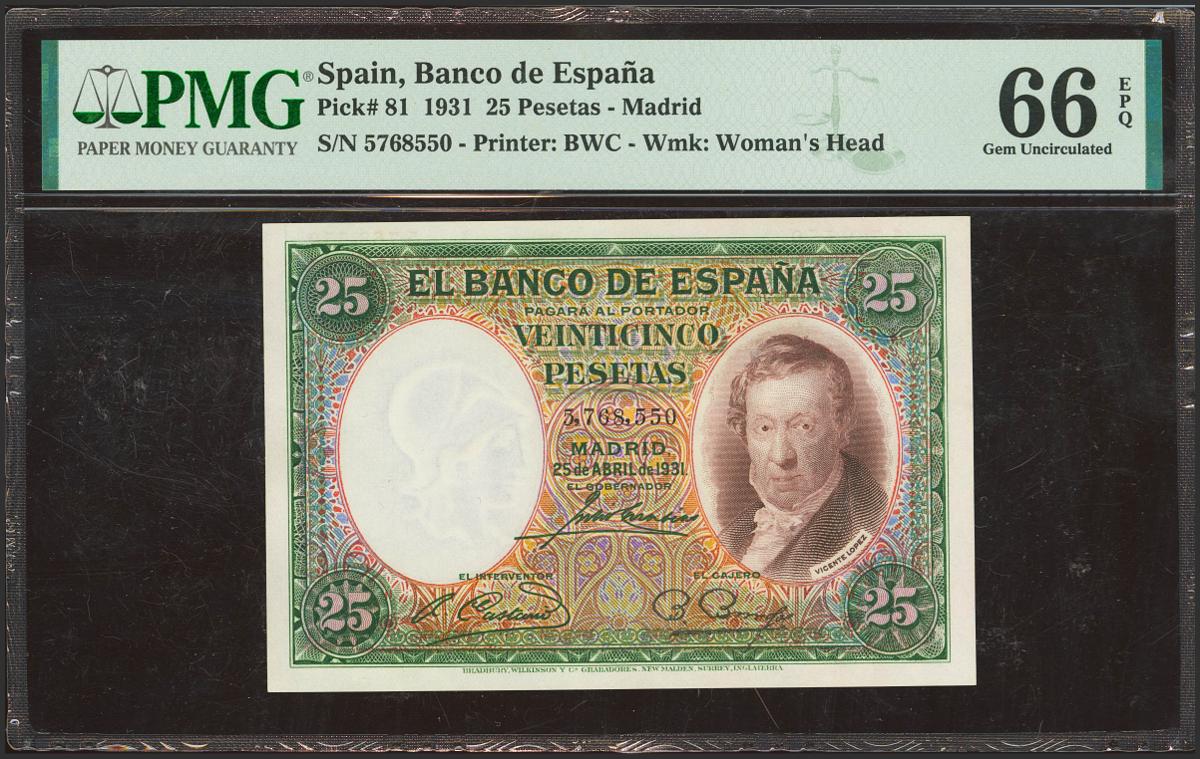 PMG®
PAPER MONEY GUARANTY
Spain, Banco de España
Pick# 81 1931 25 Pesetas - Madrid
S/N 5768550 - Printer: BWC - Wmk: Woman's Head
66
EPQ
Gem Uncirculated
25
EL BANCO DE ESPAÑA
25
PAGARÁ AL PORTADOR
VEINTICINCO
PESETAS
5,768,550
MADRID
25 de ABRIL de 1931
EL GOBERNADOR
VICENTE LOPEZ
EL INTERVENTOR
EL CAJERO
25
25
BRADBURY, WILKINSON Y Cª GRABADORES, NEW MALDEN, SURREY, INGLATERRA